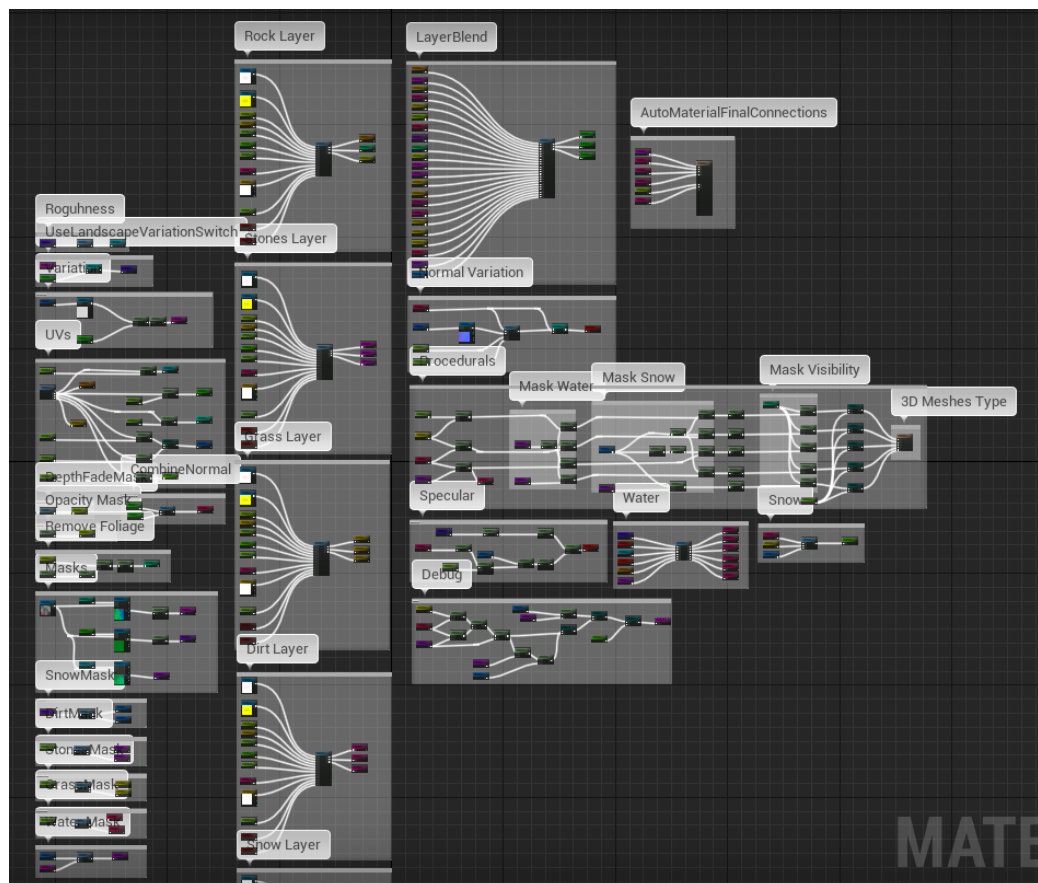 Rock Layer
LayerBlend
AutoMaterialFinalConnections
Roguhness
UseLandscapeVariationSwitch
Stones Layer
Variation
Normal Variation
UVs
Procedurals
Mask Water
Mask Snow
Mask Visibility
3D Meshes Type
Grass Layer
DepthFadeMask
CombineNormal
Opacity Mask
Specular
Water
Snow
Remove Foliage
Masks
Debug
Dirt Layer
SnowMask
DirtMask
StonesMask
GrassMask
Water Mask
Snow Layer
MATE